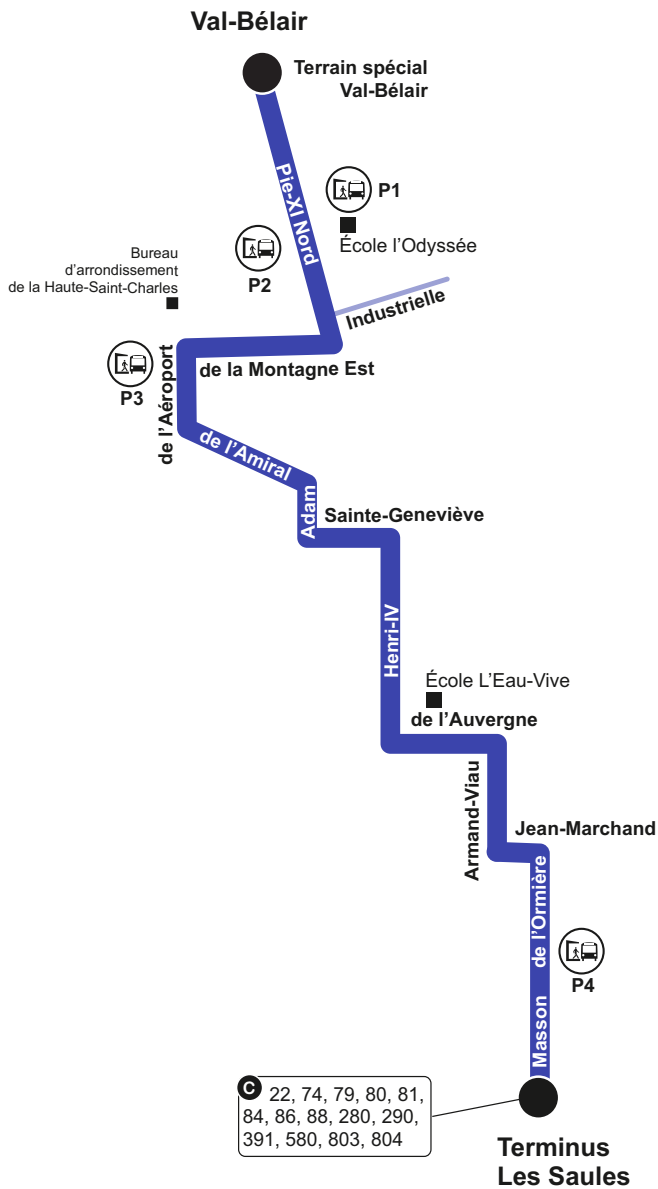 Val-Bélair
Terrain spécial
Val-Bélair
Pie-XI Nord
P1
École l'Odyssée
P2
Bureau
d'arrondissement
de la Haute-Saint-Charles
Industrielle
de la Montagne Est
P3
de l'Aéroport
de l'Amiral
Adam
Sainte-Geneviève
Henri-IV
École L'Eau-Vive
de l'Auvergne
Armand-Viau
Jean-Marchand
de l'Ormière
P4
Masson
C 22, 74, 79, 80, 81,
84, 86, 88, 280, 290,
391, 580, 803, 804
Terminus
Les Saules